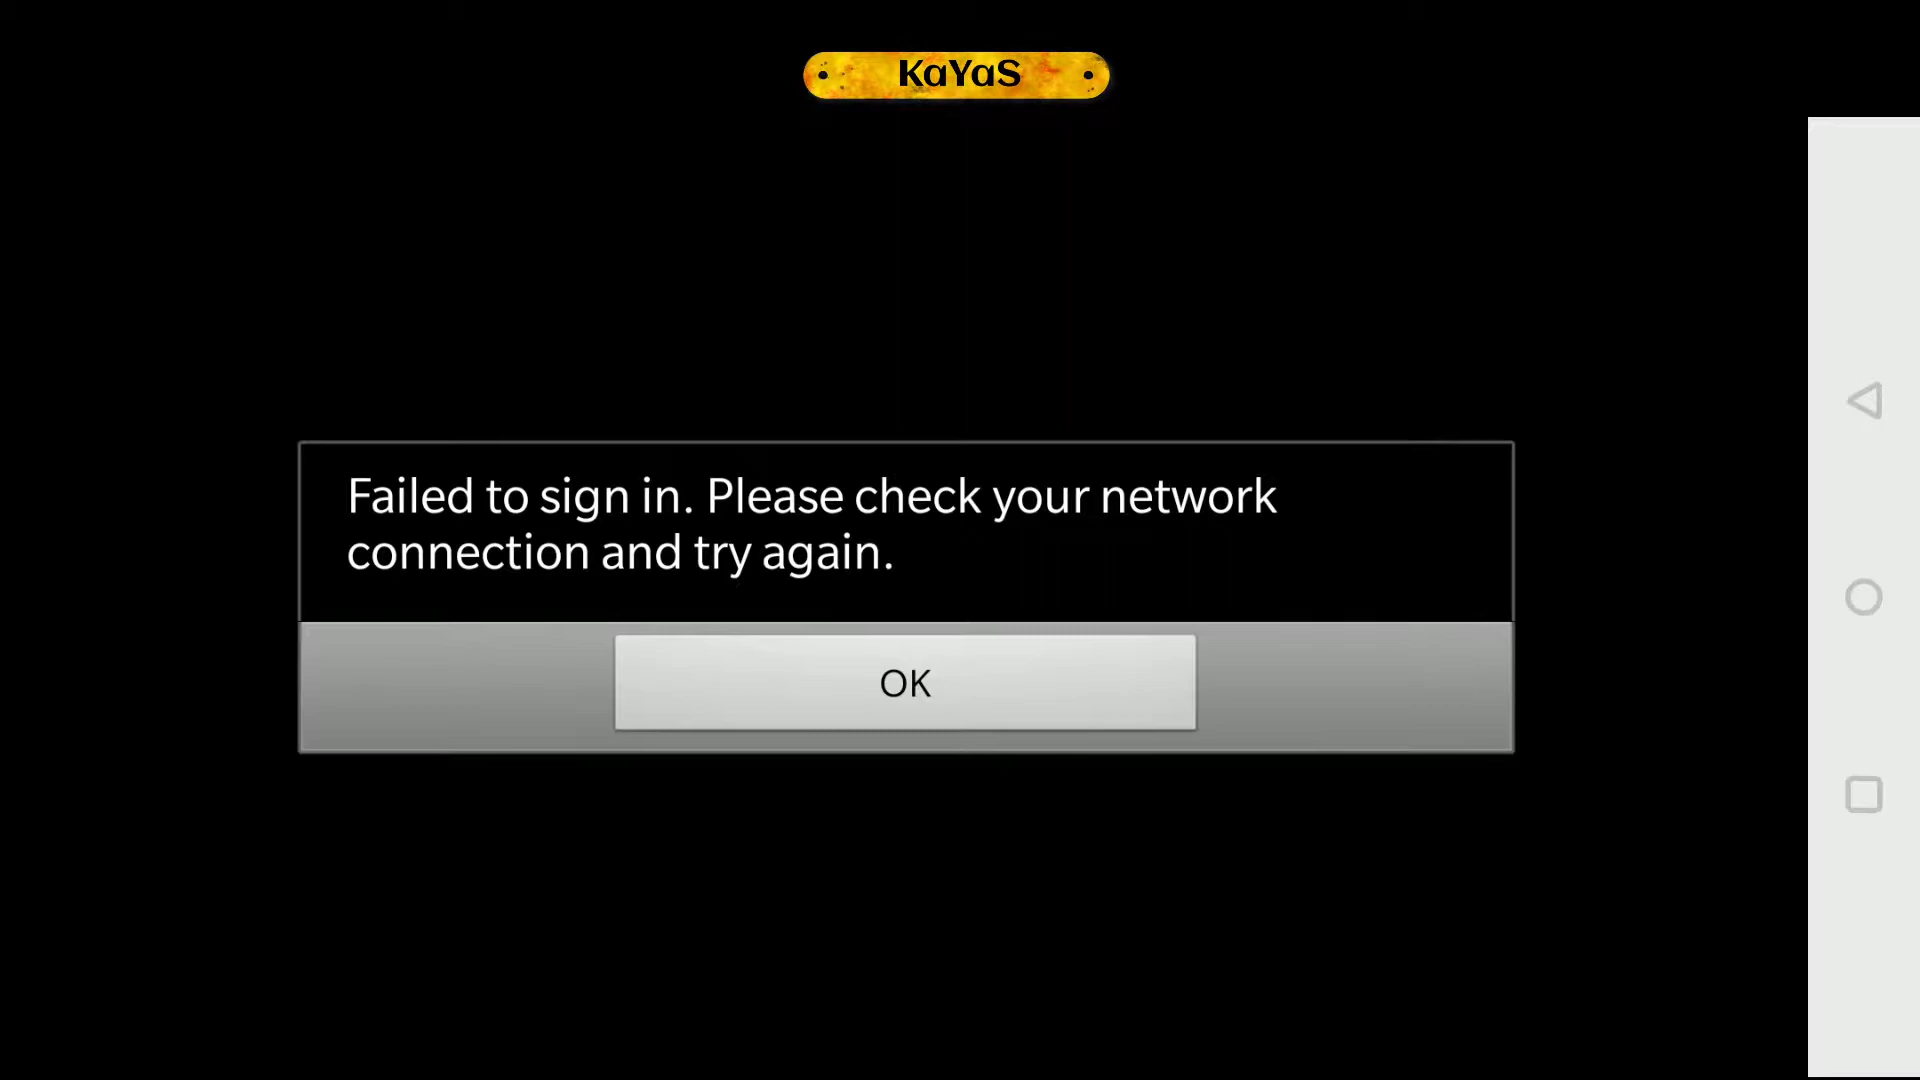 KaYaS
Failed to sign in. Please check your network
connection and try again.
OK